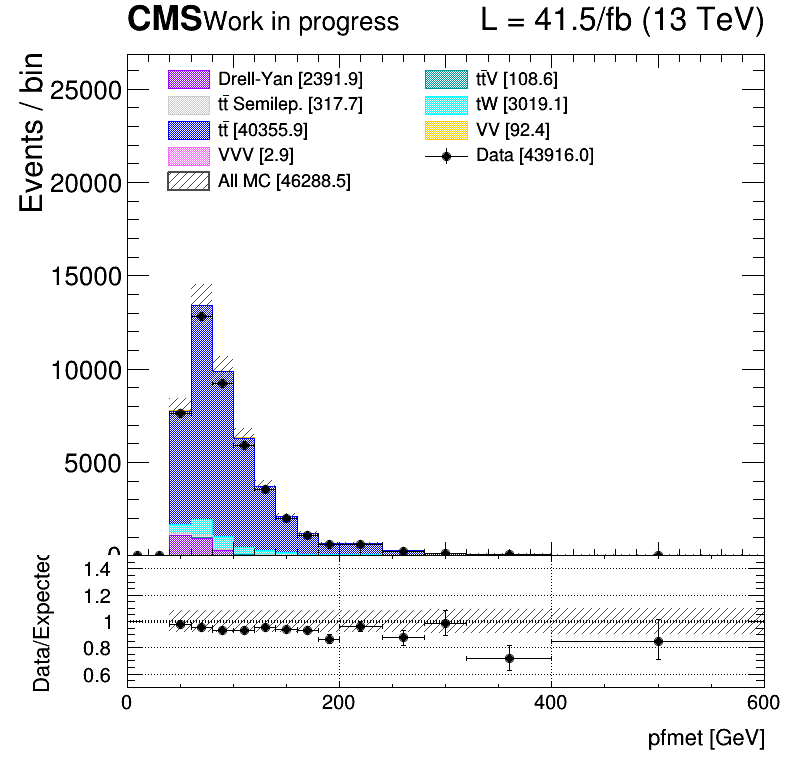 CMS Work in progress L = 41.5/fb (13 TeV)
Events / bin
25000
20000
15000
10000
5000
0
Drell-Yan [2391.9]
tt̄ Semilep. [317.7]
tt̄ [40355.9]
VVV [2.9]
All MC [46288.5]
tt̄V [108.6]
tW [3019.1]
VV [92.4]
Data [43916.0]
Data/Expected
1.4
1.2
1
0.8
0.6
0 200 400 600
pfmet [GeV]